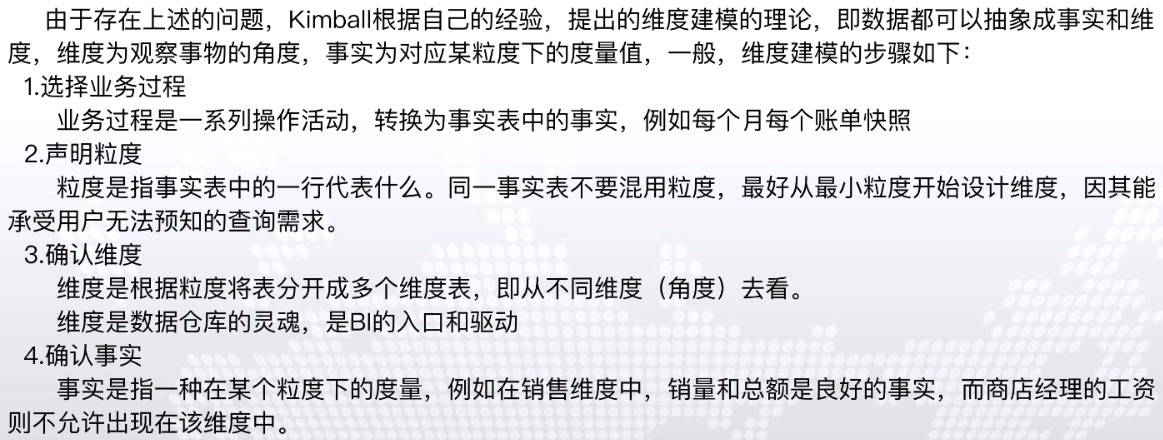 由于存在上述的问题，Kimball根据自己的经验，提出的维度建模的理论，即数据都可以抽象成事实和维
度，维度为观察事物的角度，事实为对应某粒度下的度量值，一般，维度建模的步骤如下：
1.选择业务过程
业务过程是一系列操作活动，转换为事实表中的事实，例如每个月每个账单快照
2.声明粒度
粒度是指事实表中的一行代表什么。同一事实表不要混用粒度，最好从最小粒度开始设计维度，因其能
承受用户无法预知的查询需求。
3.确认维度
维度是根据粒度将表分开成多个维度表，即从不同维度（角度）去看。
维度是数据仓库的灵魂，是BI的入口和驱动
4.确认事实
事实是指一种在某个粒度下的度量，例如在销售维度中，销量和总额是良好的事实，而商店经理的工资
则不允许出现在该维度中。